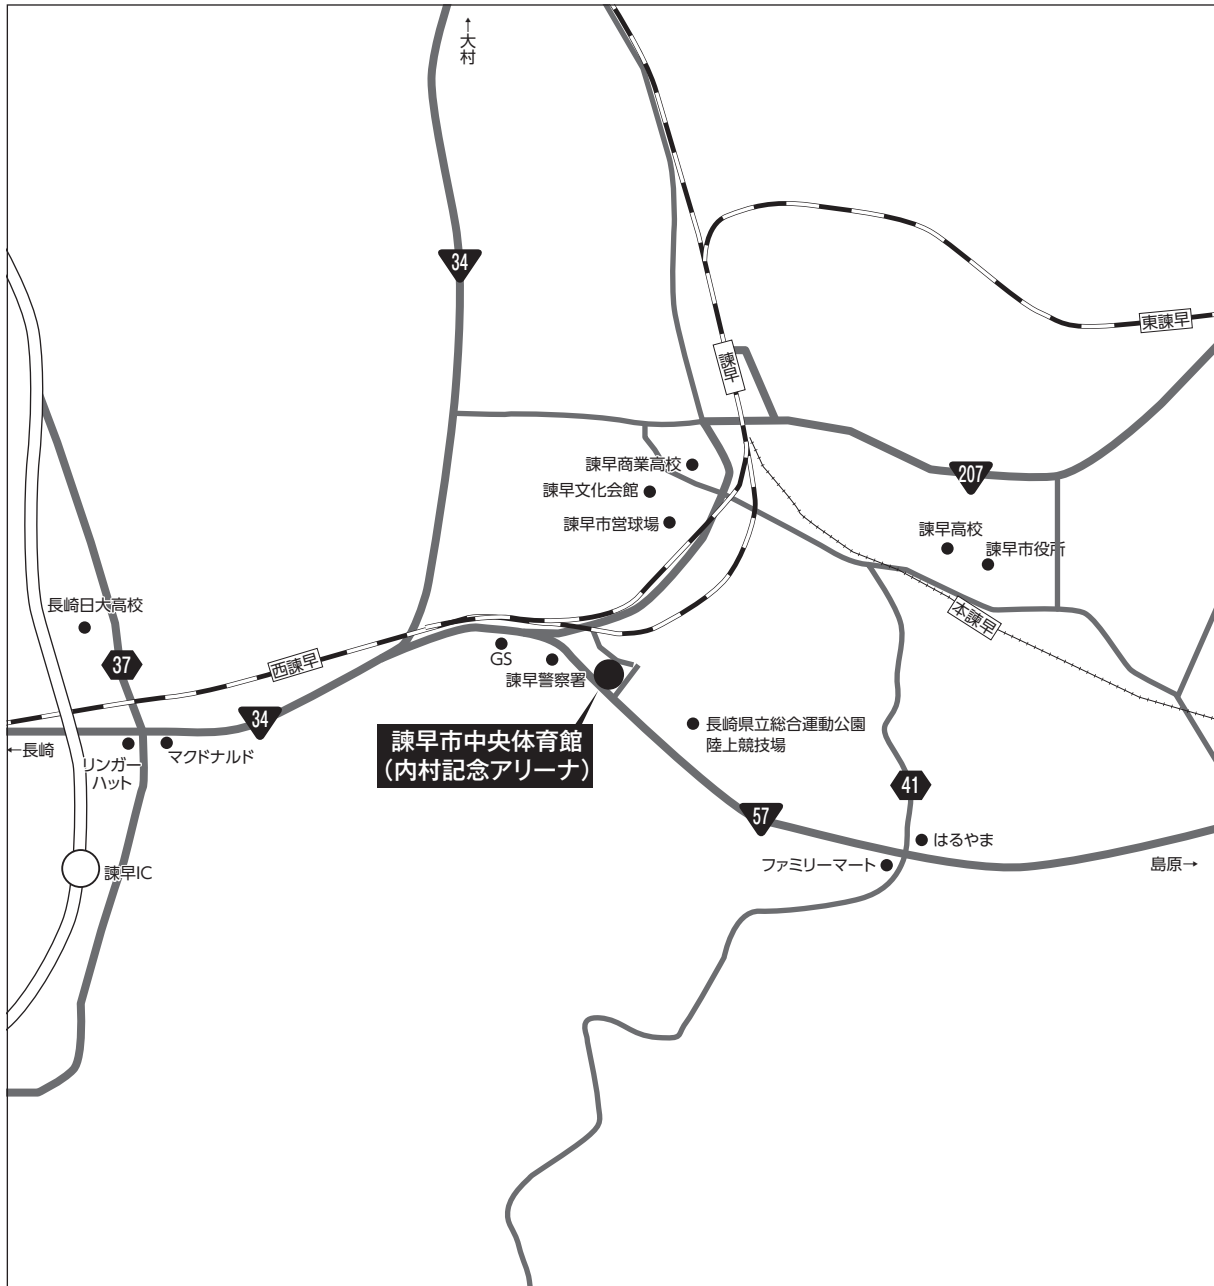 ↑大村
34
諫早
東諫早
諫早商業高校
諫早文化会館
諫早市営球場
207
諫早高校
諫早市役所
本諫早
長崎日大高校
37
西諫早
GS
諫早警察署
34
←長崎
リンガー
ハット
マクドナルド
諫早市中央体育館
(内村記念アリーナ)
長崎県立総合運動公園
陸上競技場
41
57
はるやま
ファミリーマート
島原→
諫早IC